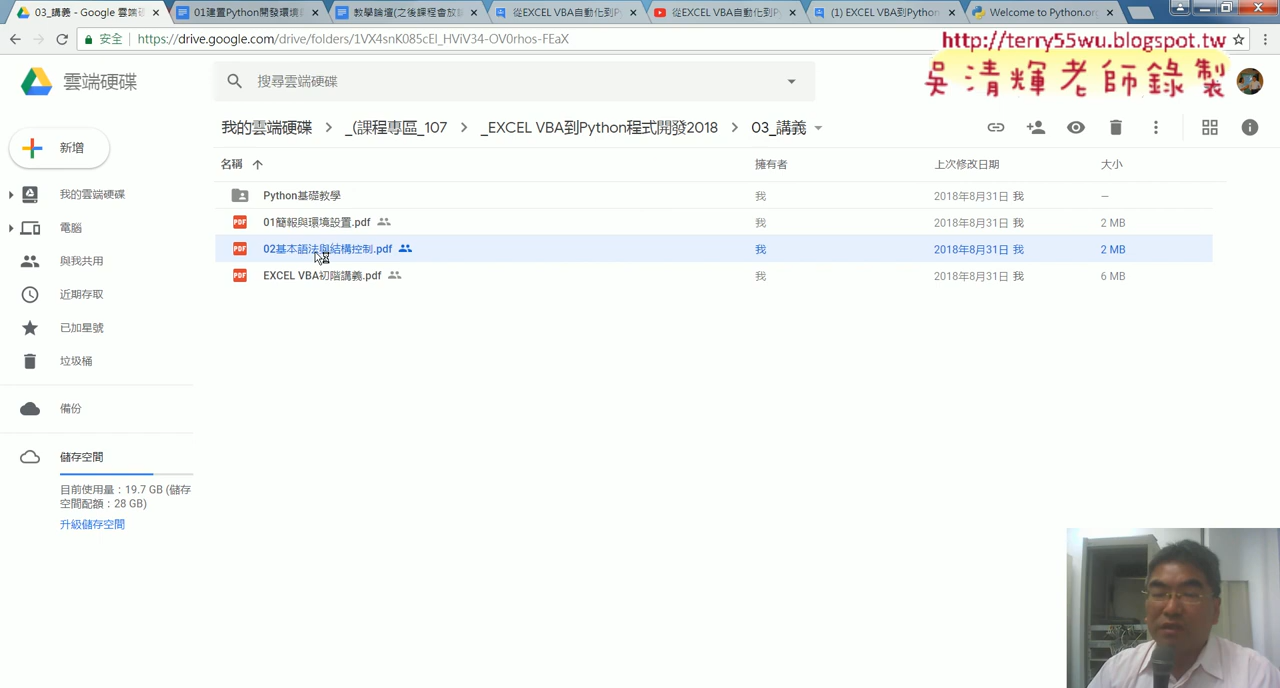 03_講義 - Google 雲端硬
01建置Python開發環境
教學論壇(之後課程會放
從EXCEL VBA自動化到P
從EXCEL VBA自動化到P
(1) EXCEL VBA到Python
Welcome to Python.org
安全
https://drive.google.com/drive/folders/1VX4snK085cEl_HViV34-OV0rhos-FEaX
http://terry55wu.blogspot.tw
吳清輝老師錄製
雲端硬碟
搜尋雲端硬碟
我的雲端硬碟 > _(課程專區_107 > _EXCEL VBA到Python程式開發2018 > 03_講義
新增
名稱 擁有者 上次修改日期 大小
Python基礎教學 我 2018年8月31日 我 –
01簡報與環境設置.pdf 我 2018年8月31日 我 2 MB
02基本語法與結構控制.pdf 我 2018年8月31日 我 2 MB
EXCEL VBA初階講義.pdf 我 2018年8月31日 我 6 MB
我的雲端硬碟
電腦
與我共用
近期存取
已加星號
垃圾桶
備份
儲存空間
目前使用量：19.7 GB (儲存
空間配額：28 GB)
升級儲存空間